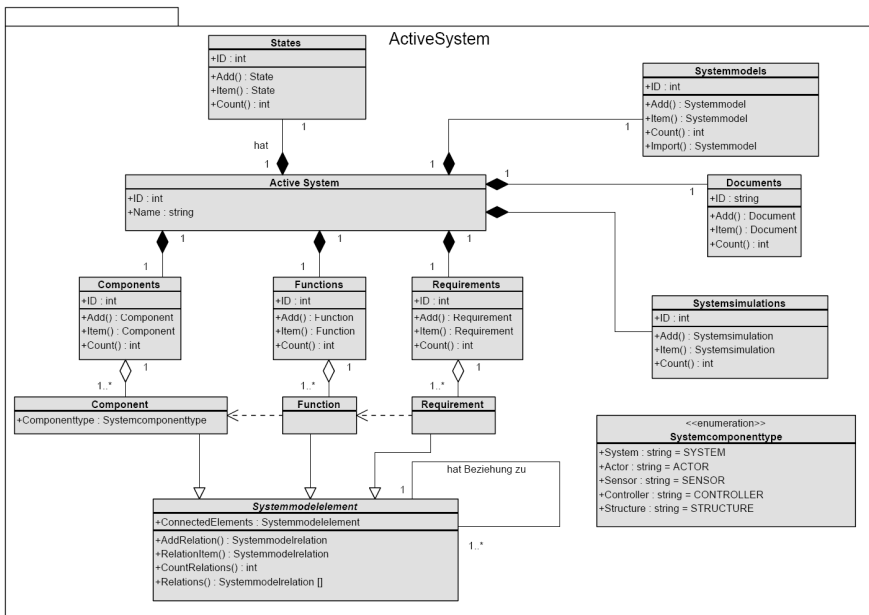 ActiveSystem
States
+ID : int
+Add() : State
+Item() : State
+Count() : int
1
hat
1
Systemmodels
+ID : int
+Add() : Systemmodel
+Item() : Systemmodel
+Count() : int
+Import() : Systemmodel
1
1
Active System
+ID : int
+Name : string
1
1
Documents
+ID : string
+Add() : Document
+Item() : Document
+Count() : int
1
1
1
1
1
1
Components
+ID : int
+Add() : Component
+Item() : Component
+Count() : int
Functions
+ID : int
+Add() : Function
+Item() : Function
+Count() : int
Requirements
+ID : int
+Add() : Requirement
+Item() : Requirement
+Count() : int
Systemsimulations
+ID : int
+Add() : Systemsimulation
+Item() : Systemsimulation
+Count() : int
1
1
1
1..*
1..*
1..*
Component
+Componenttype : Systemcomponenttype
Function
Requirement
<<enumeration>>
Systemcomponenttype
+System : string = SYSTEM
+Actor : string = ACTOR
+Sensor : string = SENSOR
+Controller : string = CONTROLLER
+Structure : string = STRUCTURE
hat Beziehung zu
1
Systemmodelelement
+ConnectedElements : Systemmodelelement
+AddRelation() : Systemmodelrelation
+RelationItem() : Systemmodelrelation
+CountRelations() : int
+Relations() : Systemmodelrelation []
1..*